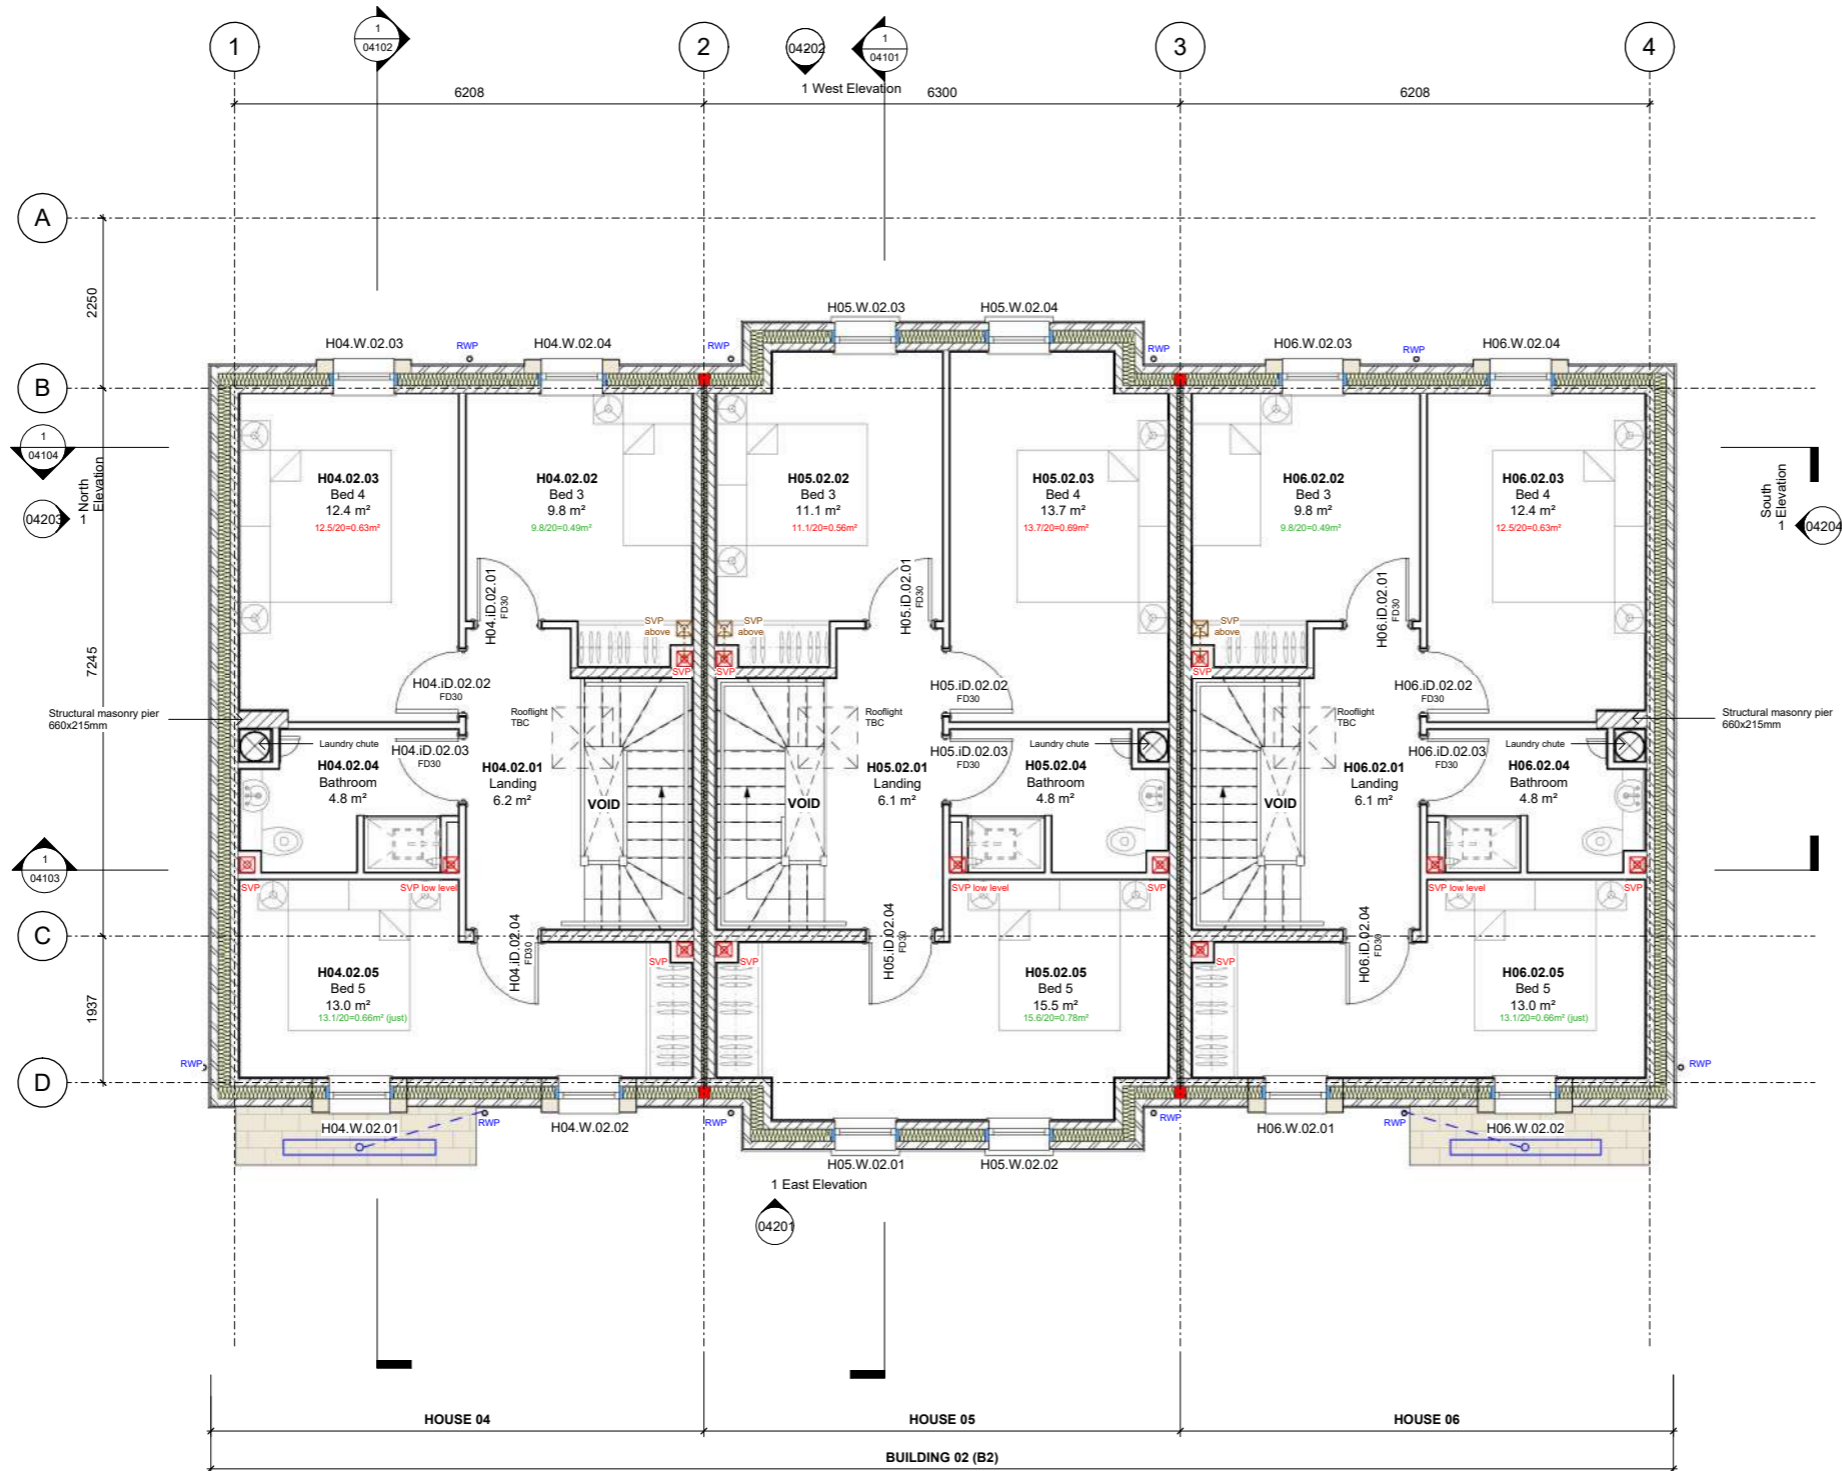 1
1
04102
2
04202
1
04101
3
4
1 West Elevation
6208
6300
6208
A
2250
H05.W.02.03
H05.W.02.04
H04.W.02.03
RWP
H04.W.02.04
RWP
RWP
H06.W.02.03
RWP
H06.W.02.04
B
1
04104
North
Elevation
04203
1
South
Elevation
1
04204
H04.02.03
Bed 4
12.4 m²
12.5/20=0.63m²
H04.02.02
Bed 3
9.8 m²
9.8/20=0.49m²
H05.02.02
Bed 3
11.1 m²
11.1/20=0.56m²
H05.02.03
Bed 4
13.7 m²
13.7/20=0.69m²
H06.02.02
Bed 3
9.8 m²
9.8/20=0.49m²
H06.02.03
Bed 4
12.4 m²
12.5/20=0.63m²
H04.iD.02.01
FD30
H05.iD.02.01
FD30
H06.iD.02.01
FD30
SVP
above
SVP
above
SVP
above
SVP
SVP
SVP
7245
H04.iD.02.02
FD30
H05.iD.02.02
FD30
H06.iD.02.02
FD30
Structural masonry pier
660x215mm
Rooflight
TBC
Rooflight
TBC
Rooflight
TBC
Structural masonry pier
660x215mm
Laundry chute
H04.iD.02.03
FD30
Laundry chute
H05.iD.02.03
FD30
Laundry chute
H06.iD.02.03
FD30
H04.02.04
Bathroom
4.8 m²
H04.02.01
Landing
6.2 m²
VOID
VOID
H05.02.01
Landing
6.1 m²
H05.02.04
Bathroom
4.8 m²
VOID
H06.02.01
Landing
6.1 m²
H06.02.04
Bathroom
4.8 m²
1
04103
SVP
SVP low level
SVP low level
SVP
SVP low level
SVP
C
H04.iD.02.04
FD30
H05.iD.02.04
FD30
H06.iD.02.04
FD30
SVP
SVP
SVP
1937
H04.02.05
Bed 5
13.0 m²
13.1/20=0.66m² (just)
H05.02.05
Bed 5
15.5 m²
15.6/20=0.78m²
H06.02.05
Bed 5
13.0 m²
13.1/20=0.66m² (just)
RWP
RWP
D
H04.W.02.01
RWP
H04.W.02.02
RWP
RWP
H06.W.02.01
RWP
H06.W.02.02
H05.W.02.01
H05.W.02.02
1 East Elevation
04201
HOUSE 04
HOUSE 05
HOUSE 06
BUILDING 02 (B2)